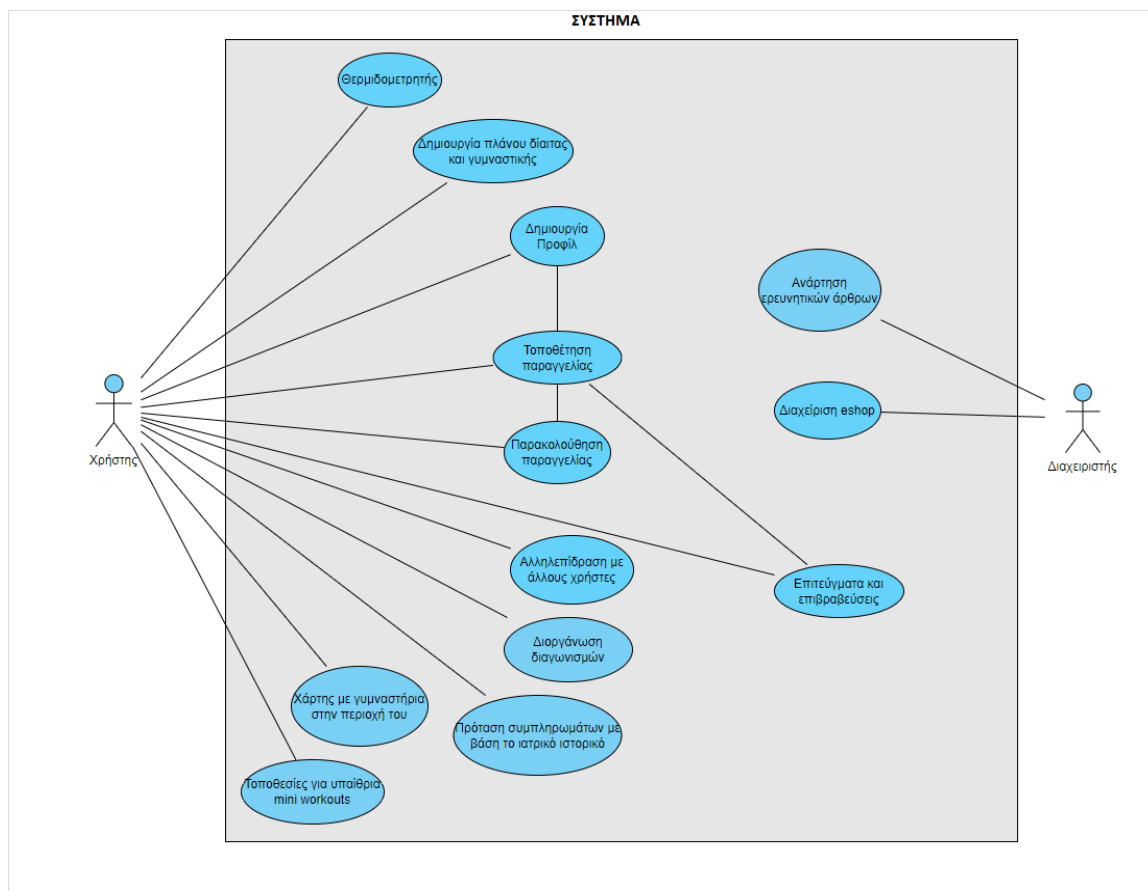 ΣΥΣΤΗΜΑ
Θερμιδομετρητής
Δημιουργία πλάνου δίαιτας
και γυμναστικής
Δημιουργία
Προφίλ
Ανάρτηση
ερευνητικών άρθρων
Τοποθέτηση
παραγγελίας
Διαχείριση eshop
Χρήστης
Διαχειριστής
Παρακολούθηση
παραγγελίας
Αλληλεπίδραση με
άλλους χρήστες
Επιτεύγματα και
επιβραβεύσεις
Διοργάνωση
διαγωνισμών
Χάρτης με γυμναστήρια
στην περιοχή του
Πρόταση συμπληρωμάτων με
βάση το ιατρικό ιστορικό
Τοποθεσίες για υπαίθρια
mini workouts